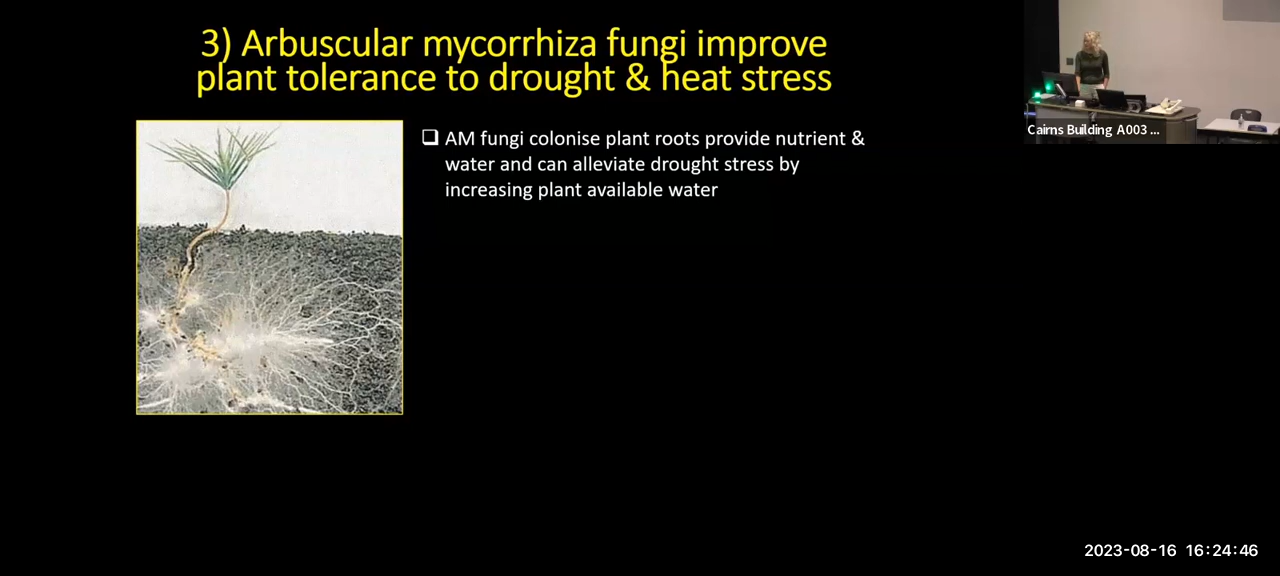 3) Arbuscular mycorrhiza fungi improve
plant tolerance to drought & heat stress
❑ AM fungi colonise plant roots provide nutrient &
water and can alleviate drought stress by
increasing plant available water
Cairns Building A003 ...
2023-08-16 16:24:46